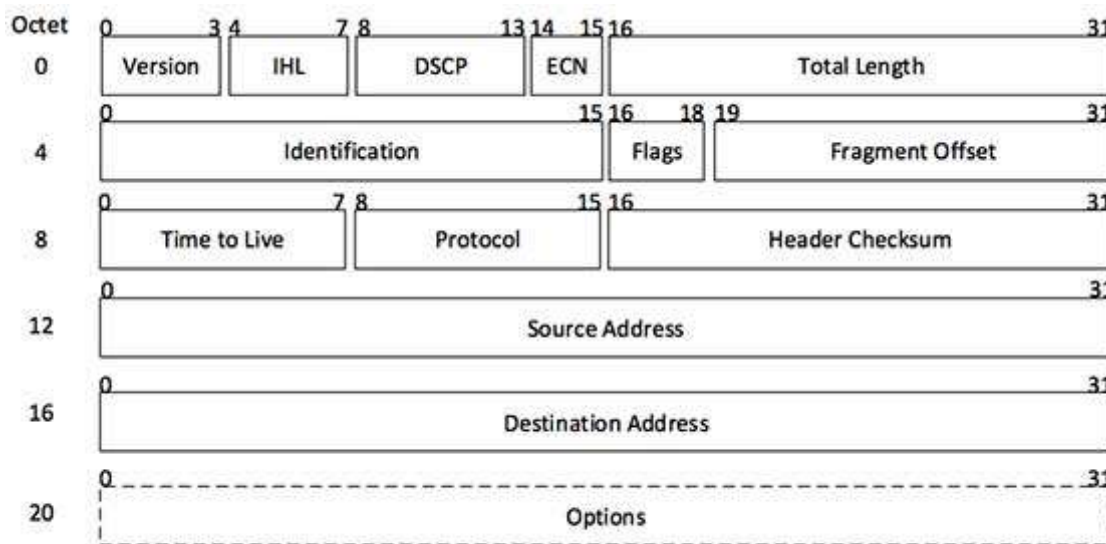 Octet 0 3 4 7 8 13 14 15 16 31
0 Version IHL DSCP ECN Total Length
0 15 16 18 19 31
4 Identification Flags Fragment Offset
0 7 8 15 16 31
8 Time to Live Protocol Header Checksum
0 31
12 Source Address
0 31
16 Destination Address
0 31
20 Options